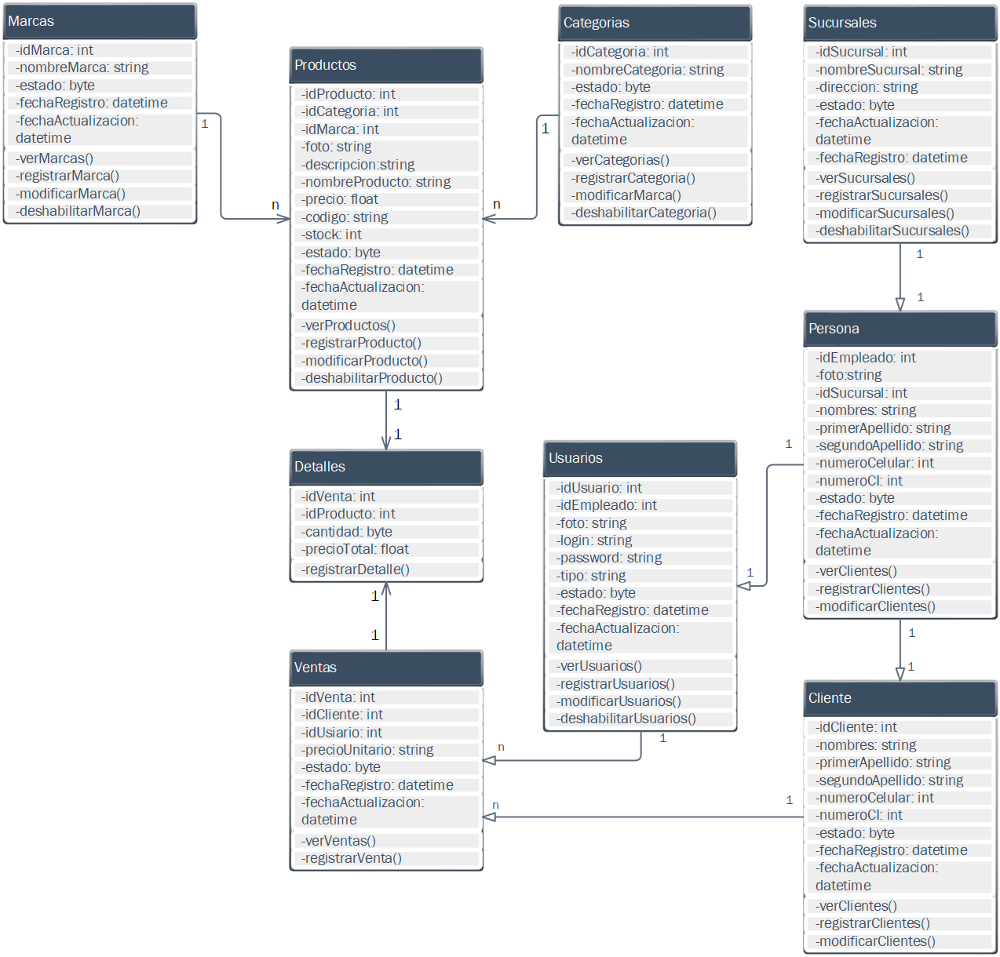 Marcas
-idMarca: int
-nombreMarca: string
-estado: byte
-fechaRegistro: datetime
-fechaActualizacion:
datetime
-verMarcas()
-registrarMarca()
-modificarMarca()
-deshabilitarMarca()
1
n
Productos
-idProducto: int
-idCategoria: int
-idMarca: int
-foto: string
-descripcion:string
-nombreProducto: string
-precio: float
-codigo: string
-stock: int
-estado: byte
-fechaRegistro: datetime
-fechaActualizacion:
datetime
-verProductos()
-registrarProducto()
-modificarProducto()
-deshabilitarProducto()
Categorias
-idCategoria: int
-nombreCategoria: string
-estado: byte
-fechaRegistro: datetime
-fechaActualizacion:
datetime
-verCategorias()
-registrarCategoria()
-modificarMarca()
-deshabilitarCategoria()
1
n
Sucursales
-idSucursal: int
-nombreSucursal: string
-direccion: string
-estado: byte
-fechaActualizacion:
datetime
-fechaRegistro: datetime
-verSucursales()
-registrarSucursales()
-modificarSucursales()
-deshabilitarSucursales()
1
1
Persona
-idEmpleado: int
-foto:string
-idSucursal: int
-nombres: string
-primerApellido: string
-segundoApellido: string
-numeroCelular: int
-numeroCI: int
-estado: byte
-fechaRegistro: datetime
-fechaActualizacion:
datetime
-verClientes()
-registrarClientes()
-modificarClientes()
1
1
1
1
Detalles
-idVenta: int
-idProducto: int
-cantidad: byte
-precioTotal: float
-registrarDetalle()
1
1
Usuarios
-idUsuario: int
-idEmpleado: int
-foto: string
-login: string
-password: string
-tipo: string
-estado: byte
-fechaRegistro: datetime
-fechaActualizacion:
datetime
-verUsuarios()
-registrarUsuarios()
-modificarUsuarios()
-deshabilitarUsuarios()
1
n
Ventas
-idVenta: int
-idCliente: int
-idUsiario: int
-precioUnitario: string
-estado: byte
-fechaRegistro: datetime
-fechaActualizacion:
datetime
-verVentas()
-registrarVenta()
n
1
1
1
Cliente
-idCliente: int
-nombres: string
-primerApellido: string
-segundoApellido: string
-numeroCelular: int
-numeroCI: int
-estado: byte
-fechaRegistro: datetime
-fechaActualizacion:
datetime
-verClientes()
-registrarClientes()
-modificarClientes()